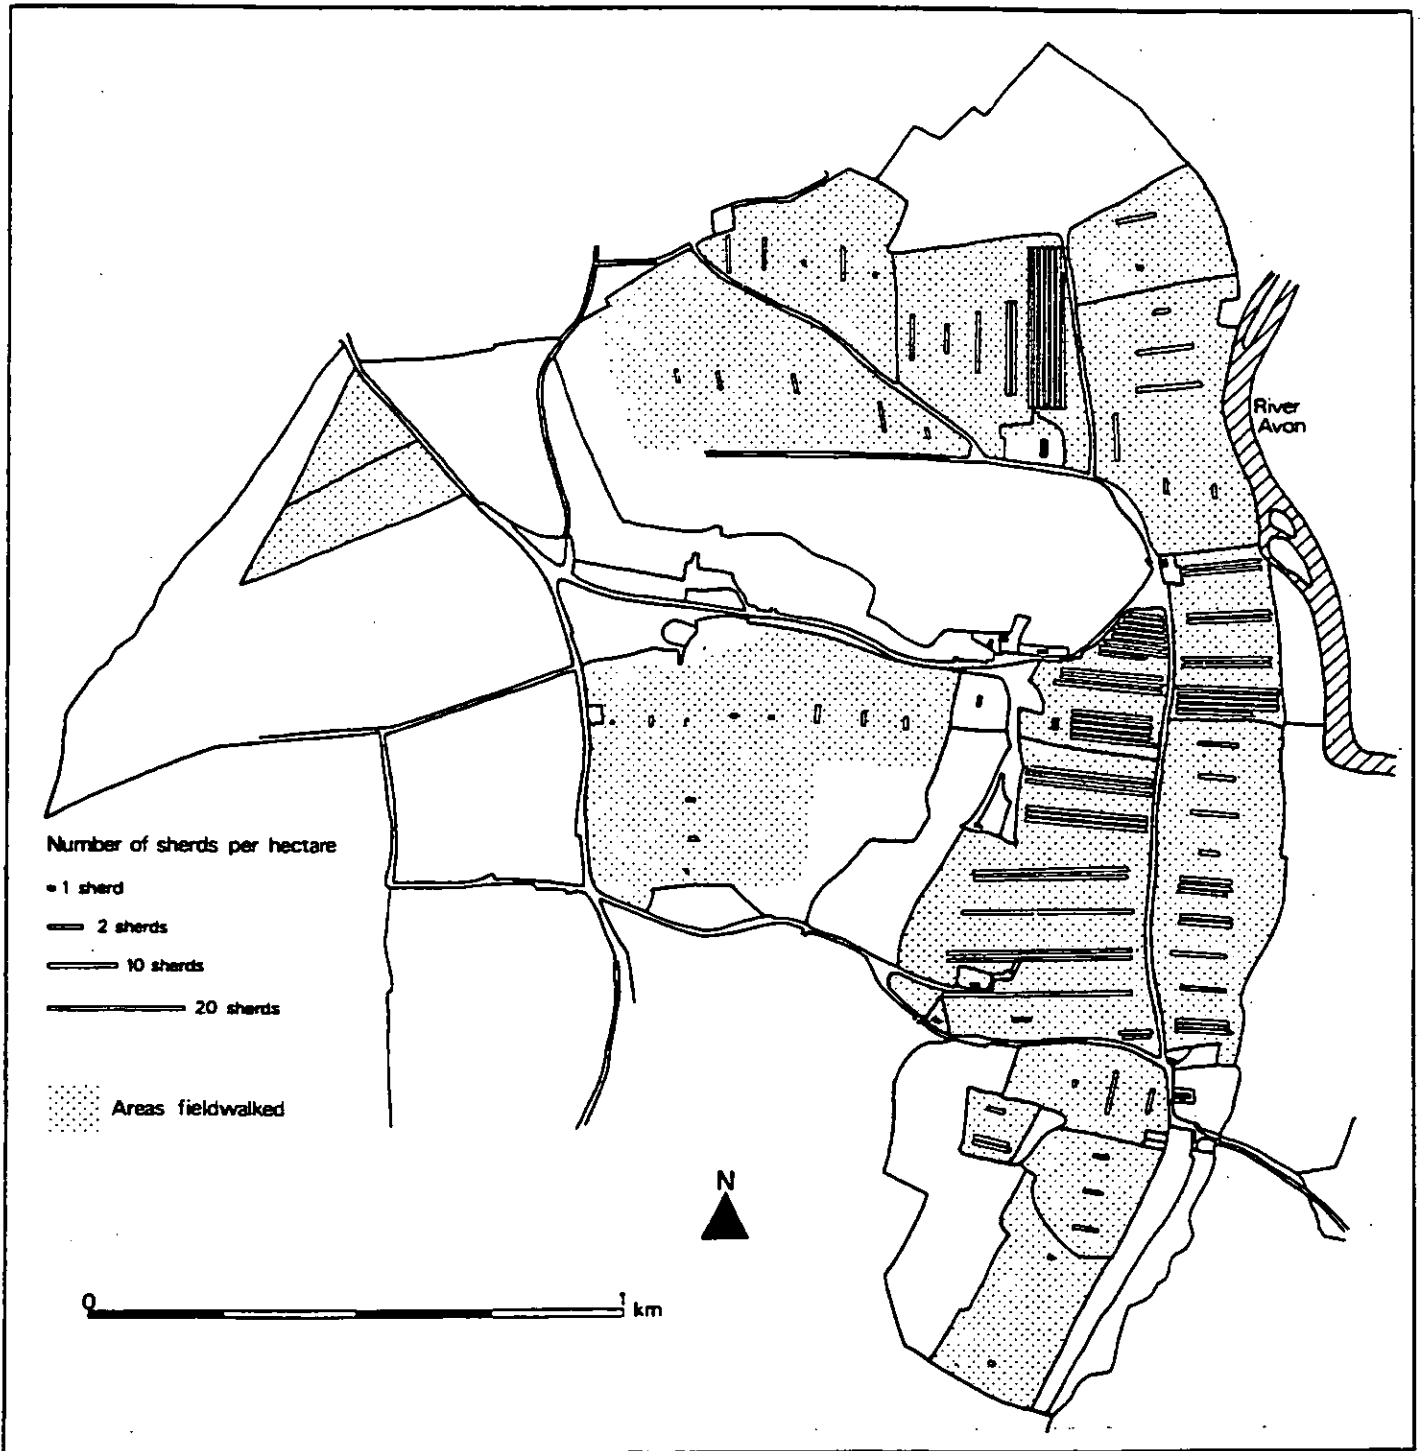 River
Avon
Number of sherds per hectare
1 sherd
2 sherds
10 sherds
20 sherds
Areas fieldwalked
N
0 1 km